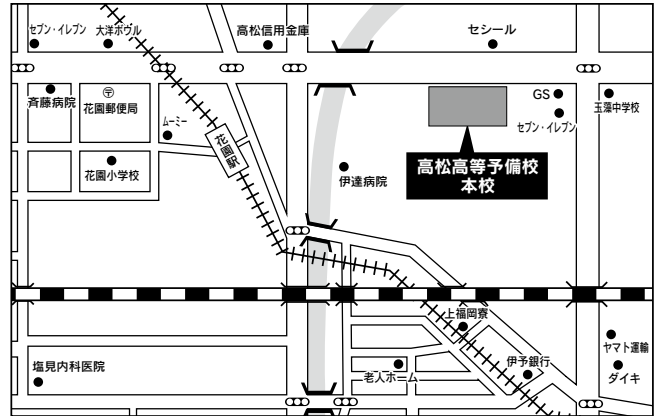 セブン・イレブン
大洋ボウル
高松信用金庫
セシール
斉藤病院
〒
花園郵便局
ムーミー
GS
セブン・イレブン
玉藻中学校
花園駅
花園小学校
伊達病院
高松高等予備校
本校
上福岡寮
ヤマト運輸
伊予銀行
ダイキ
塩見内科医院
老人ホーム